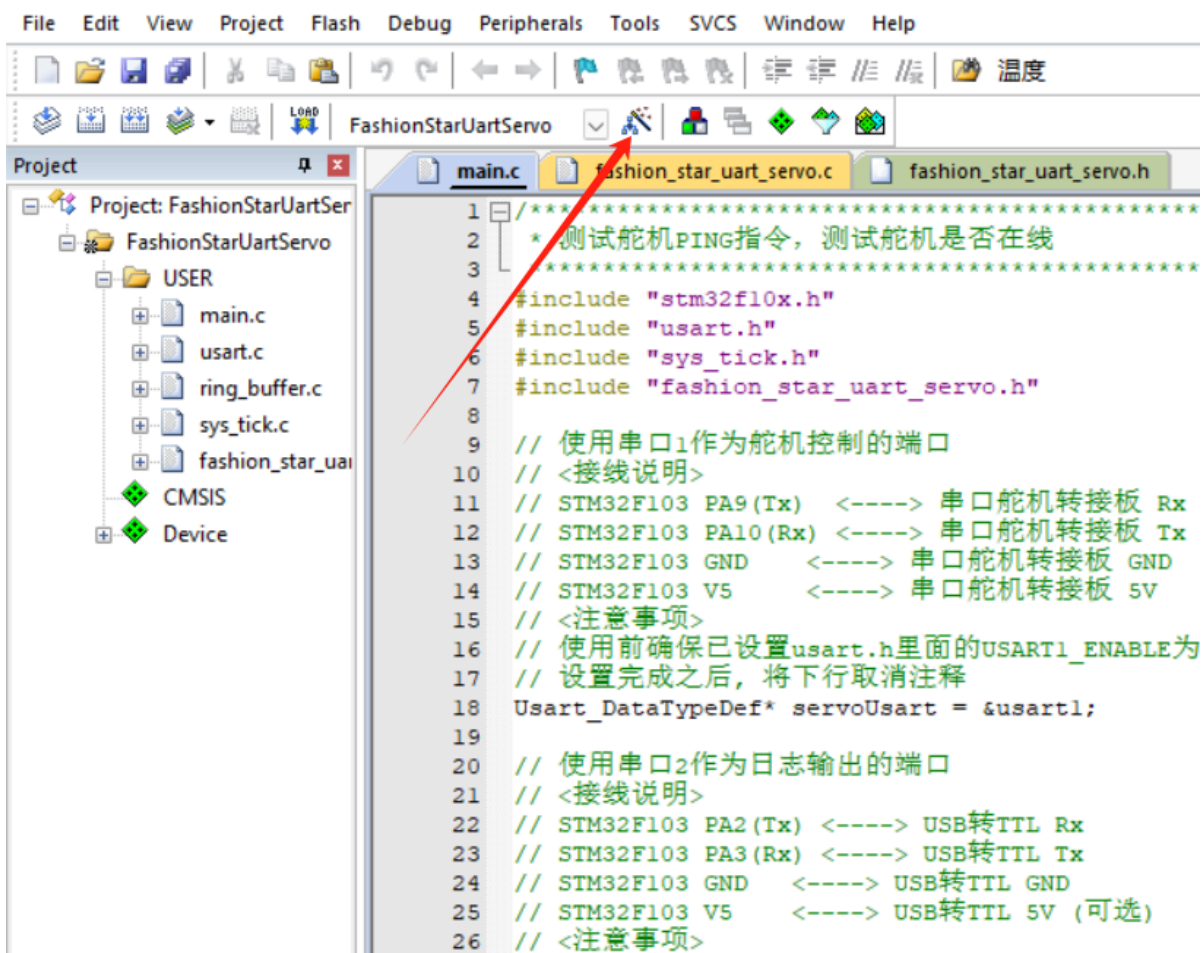 File Edit View Project Flash Debug Peripherals Tools SVCS Window Help
温度
LOAD FashionStarUartServo
Project
main.c fashion_star_uart_servo.c fashion_star_uart_servo.h
Project: FashionStarUartSer
FashionStarUartServo
USER
main.c
usart.c
ring_buffer.c
sys_tick.c
fashion_star_uar
CMSIS
Device
1 /***********************************************
2 * 测试舵机PING指令，测试舵机是否在线
3 ***********************************************
4 #include "stm32f10x.h"
5 #include "usart.h"
6 #include "sys_tick.h"
7 #include "fashion_star_uart_servo.h"
8
9 // 使用串口1作为舵机控制的端口
10 // <接线说明>
11 // STM32F103 PA9(Tx) <----> 串口舵机转接板 Rx
12 // STM32F103 PA10(Rx) <----> 串口舵机转接板 Tx
13 // STM32F103 GND <----> 串口舵机转接板 GND
14 // STM32F103 V5 <----> 串口舵机转接板 5V
15 // <注意事项>
16 // 使用前确保已设置usart.h里面的USART1_ENABLE为
17 // 设置完成之后, 将下行取消注释
18 Usart_DataTypeDef* servoUsart = &usart1;
19
20 // 使用串口2作为日志输出的端口
21 // <接线说明>
22 // STM32F103 PA2(Tx) <----> USB转TTL Rx
23 // STM32F103 PA3(Rx) <----> USB转TTL Tx
24 // STM32F103 GND <----> USB转TTL GND
25 // STM32F103 V5 <----> USB转TTL 5V (可选)
26 // <注意事项>